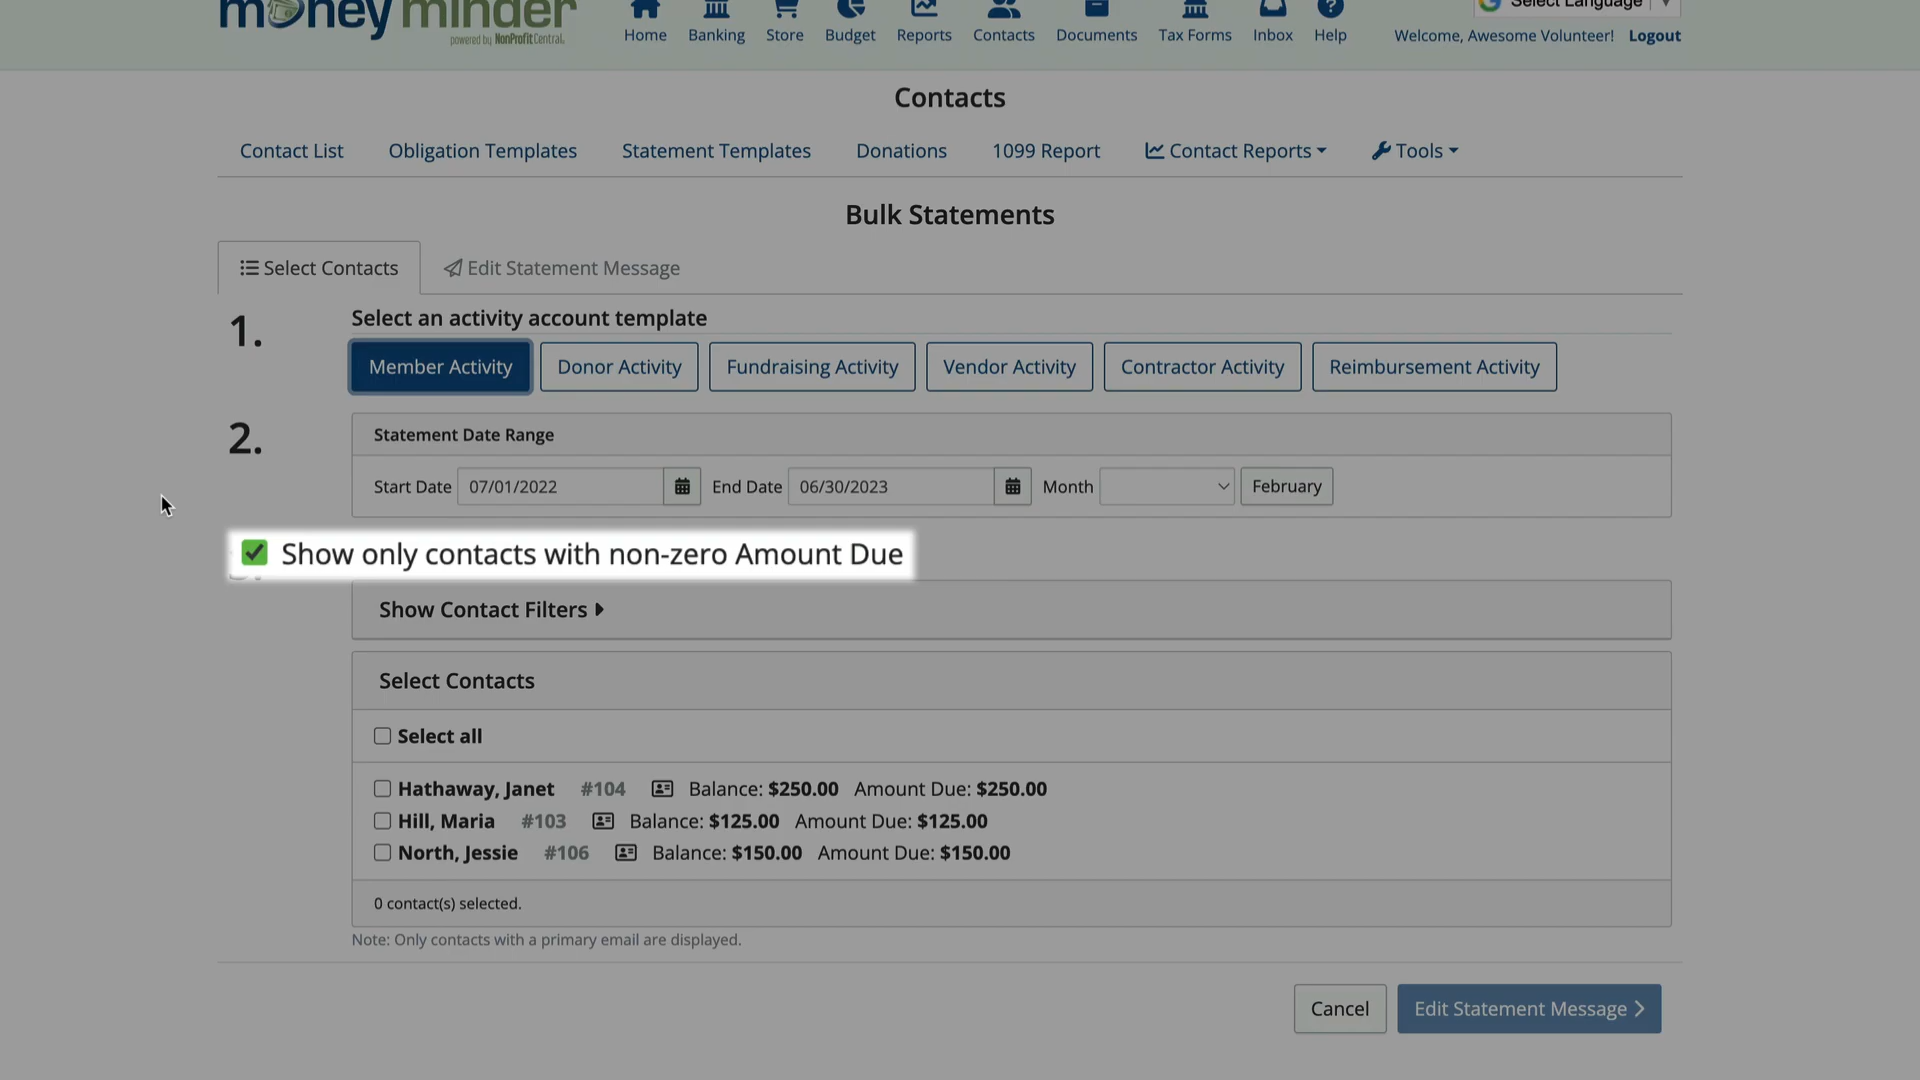 money minder
powered by NonProfit Central.
Select Language
Home Banking Store Budget Reports Contacts Documents Tax Forms Inbox Help
Welcome, Awesome Volunteer! Logout
Contacts
Contact List Obligation Templates Statement Templates Donations 1099 Report Contact Reports Tools
Bulk Statements
Select Contacts Edit Statement Message
1. Select an activity account template
Member Activity Donor Activity Fundraising Activity Vendor Activity Contractor Activity Reimbursement Activity
2. Statement Date Range
Start Date 07/01/2022 End Date 06/30/2023 Month February
Show only contacts with non-zero Amount Due
Show Contact Filters
Select Contacts
Select all
Hathaway, Janet #104 Balance: $250.00 Amount Due: $250.00
Hill, Maria #103 Balance: $125.00 Amount Due: $125.00
North, Jessie #106 Balance: $150.00 Amount Due: $150.00
0 contact(s) selected.
Note: Only contacts with a primary email are displayed.
Cancel Edit Statement Message